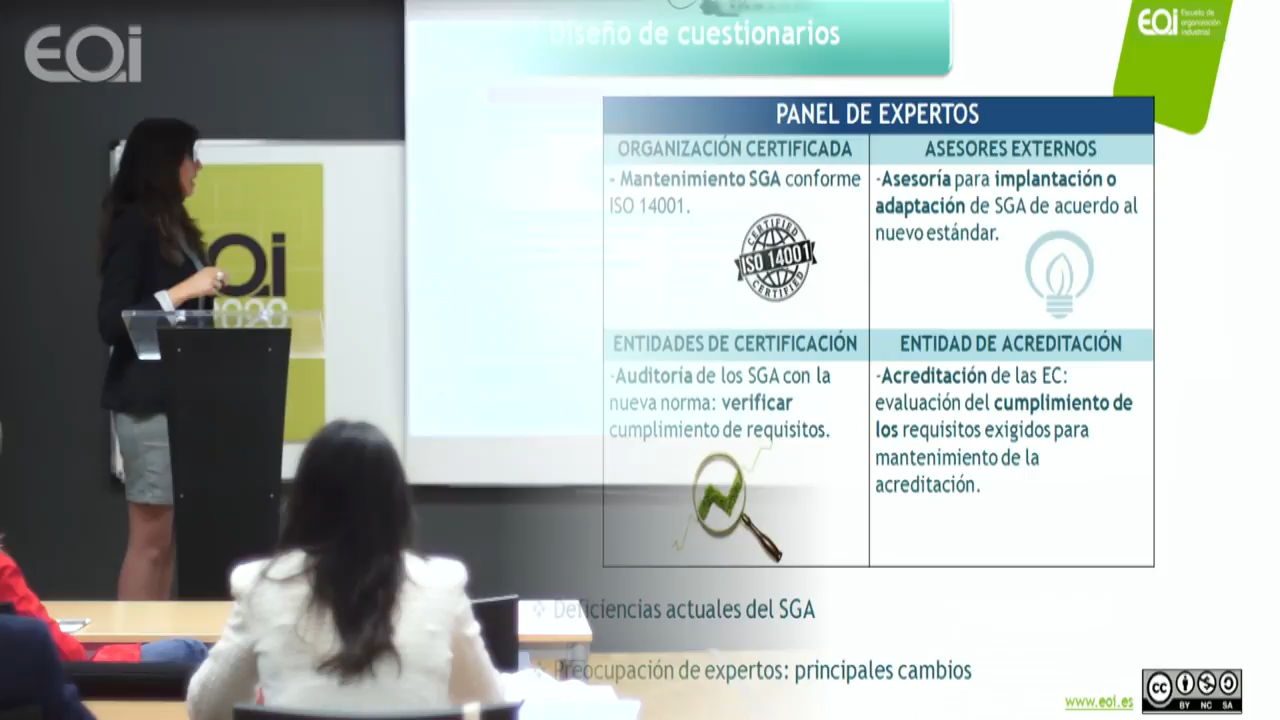 EOi
Diseño de cuestionarios
EOi Escuela de
organización
industrial
PANEL DE EXPERTOS
ORGANIZACIÓN CERTIFICADA
- Mantenimiento SGA conforme
ISO 14001.
CERTIFIED
ISO 14001
CERTIFIED
ASESORES EXTERNOS
-Asesoría para implantación o
adaptación de SGA de acuerdo al
nuevo estándar.
ENTIDADES DE CERTIFICACIÓN
-Auditoría de los SGA con la
nueva norma: verificar
cumplimiento de requisitos.
ENTIDAD DE ACREDITACIÓN
-Acreditación de las EC:
evaluación del cumplimiento de
los requisitos exigidos para
mantenimiento de la
acreditación.
EOi
2020
Deficiencias actuales del SGA
Preocupación de expertos: principales cambios
www.eoi.es
cc
BY NC SA